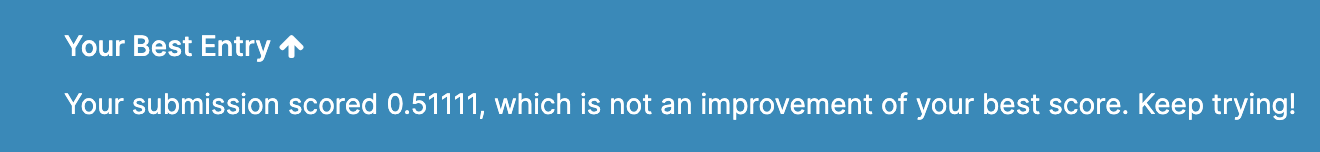 Your Best Entry ↑
Your submission scored 0.51111, which is not an improvement of your best score. Keep trying!